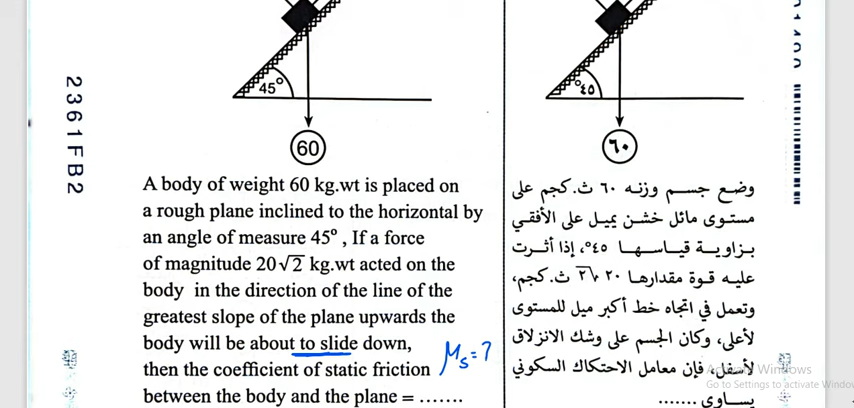 45°
60
A body of weight 60 kg.wt is placed on
a rough plane inclined to the horizontal by
an angle of measure 45° , If a force
of magnitude 20√2 kg.wt acted on the
body in the direction of the line of the
greatest slope of the plane upwards the
body will be about to slide down,
then the coefficient of static friction
between the body and the plane = .......
μs = ?
٤٥°
٦٠
وضع جسم وزنه ٦٠ ث.كجم على
مستوى مائل خشن يميل على الأفقي
بزاوية قياسها ٤٥°، إذا أثرت
عليه قوة مقدارها ٢٠√٢ ث.كجم،
وتعمل في اتجاه خط أكبر ميل للمستوى
لأعلى، وكان الجسم على وشك الانزلاق
لأسفل، فإن معامل الاحتكاك السكوني
يساوى .......
2361FB2
Activate Windows
Go to Settings to activate Windo